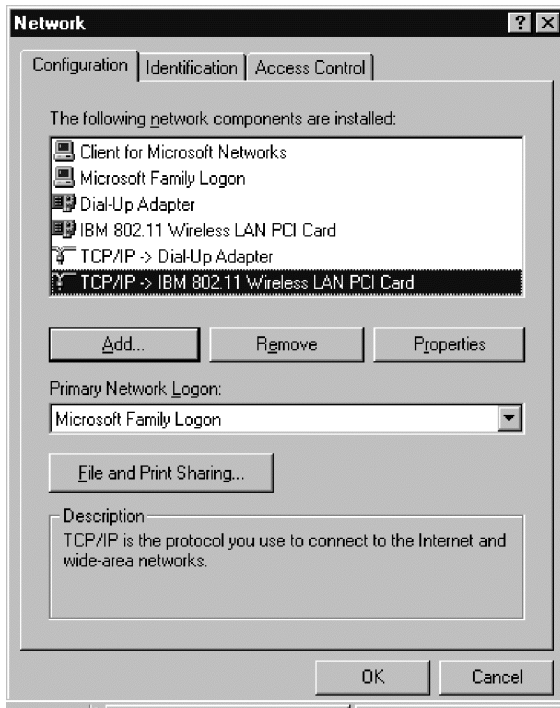 Network
Configuration Identification Access Control
The following network components are installed:
Client for Microsoft Networks
Microsoft Family Logon
Dial-Up Adapter
IBM 802.11 Wireless LAN PCI Card
TCP/IP -> Dial-Up Adapter
TCP/IP -> IBM 802.11 Wireless LAN PCI Card
Add... Remove Properties
Primary Network Logon:
Microsoft Family Logon
File and Print Sharing...
Description
TCP/IP is the protocol you use to connect to the Internet and
wide-area networks.
OK Cancel